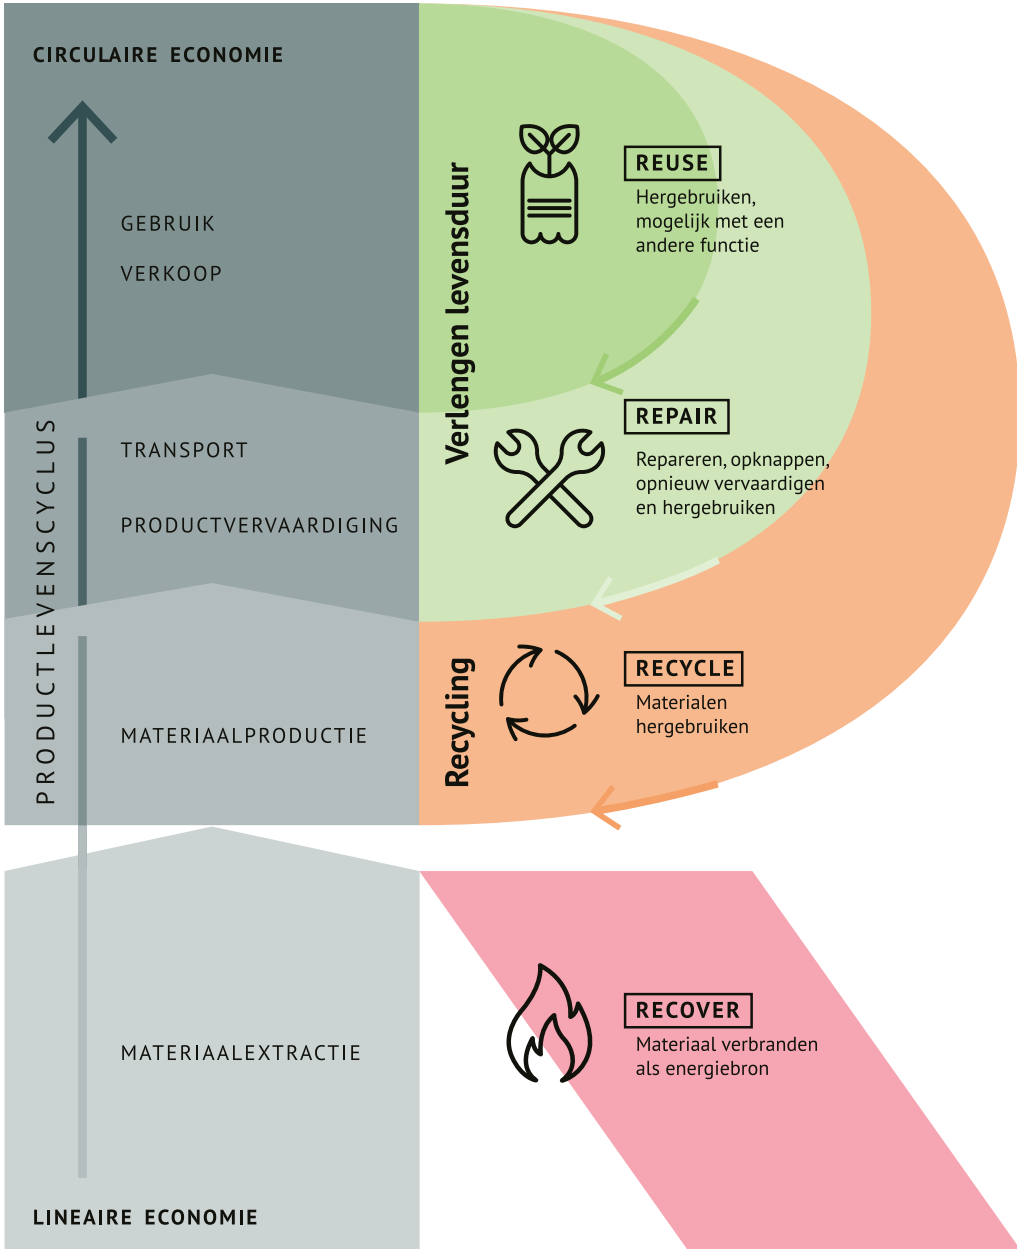 CIRCULAIRE ECONOMIE
GEBRUIK
VERKOOP
TRANSPORT
PRODUCTVERVAARDIGING
MATERIAALPRODUCTIE
MATERIAALEXTRACTIE
LINEAIRE ECONOMIE
PRODUCTLEVENSCYCLUS
Verlengen levensduur
REUSE
Hergebruiken,
mogelijk met een
andere functie
REPAIR
Repareren, opknappen,
opnieuw vervaardigen
en hergebruiken
Recycling
RECYCLE
Materialen
hergebruiken
RECOVER
Materiaal verbranden
als energiebron